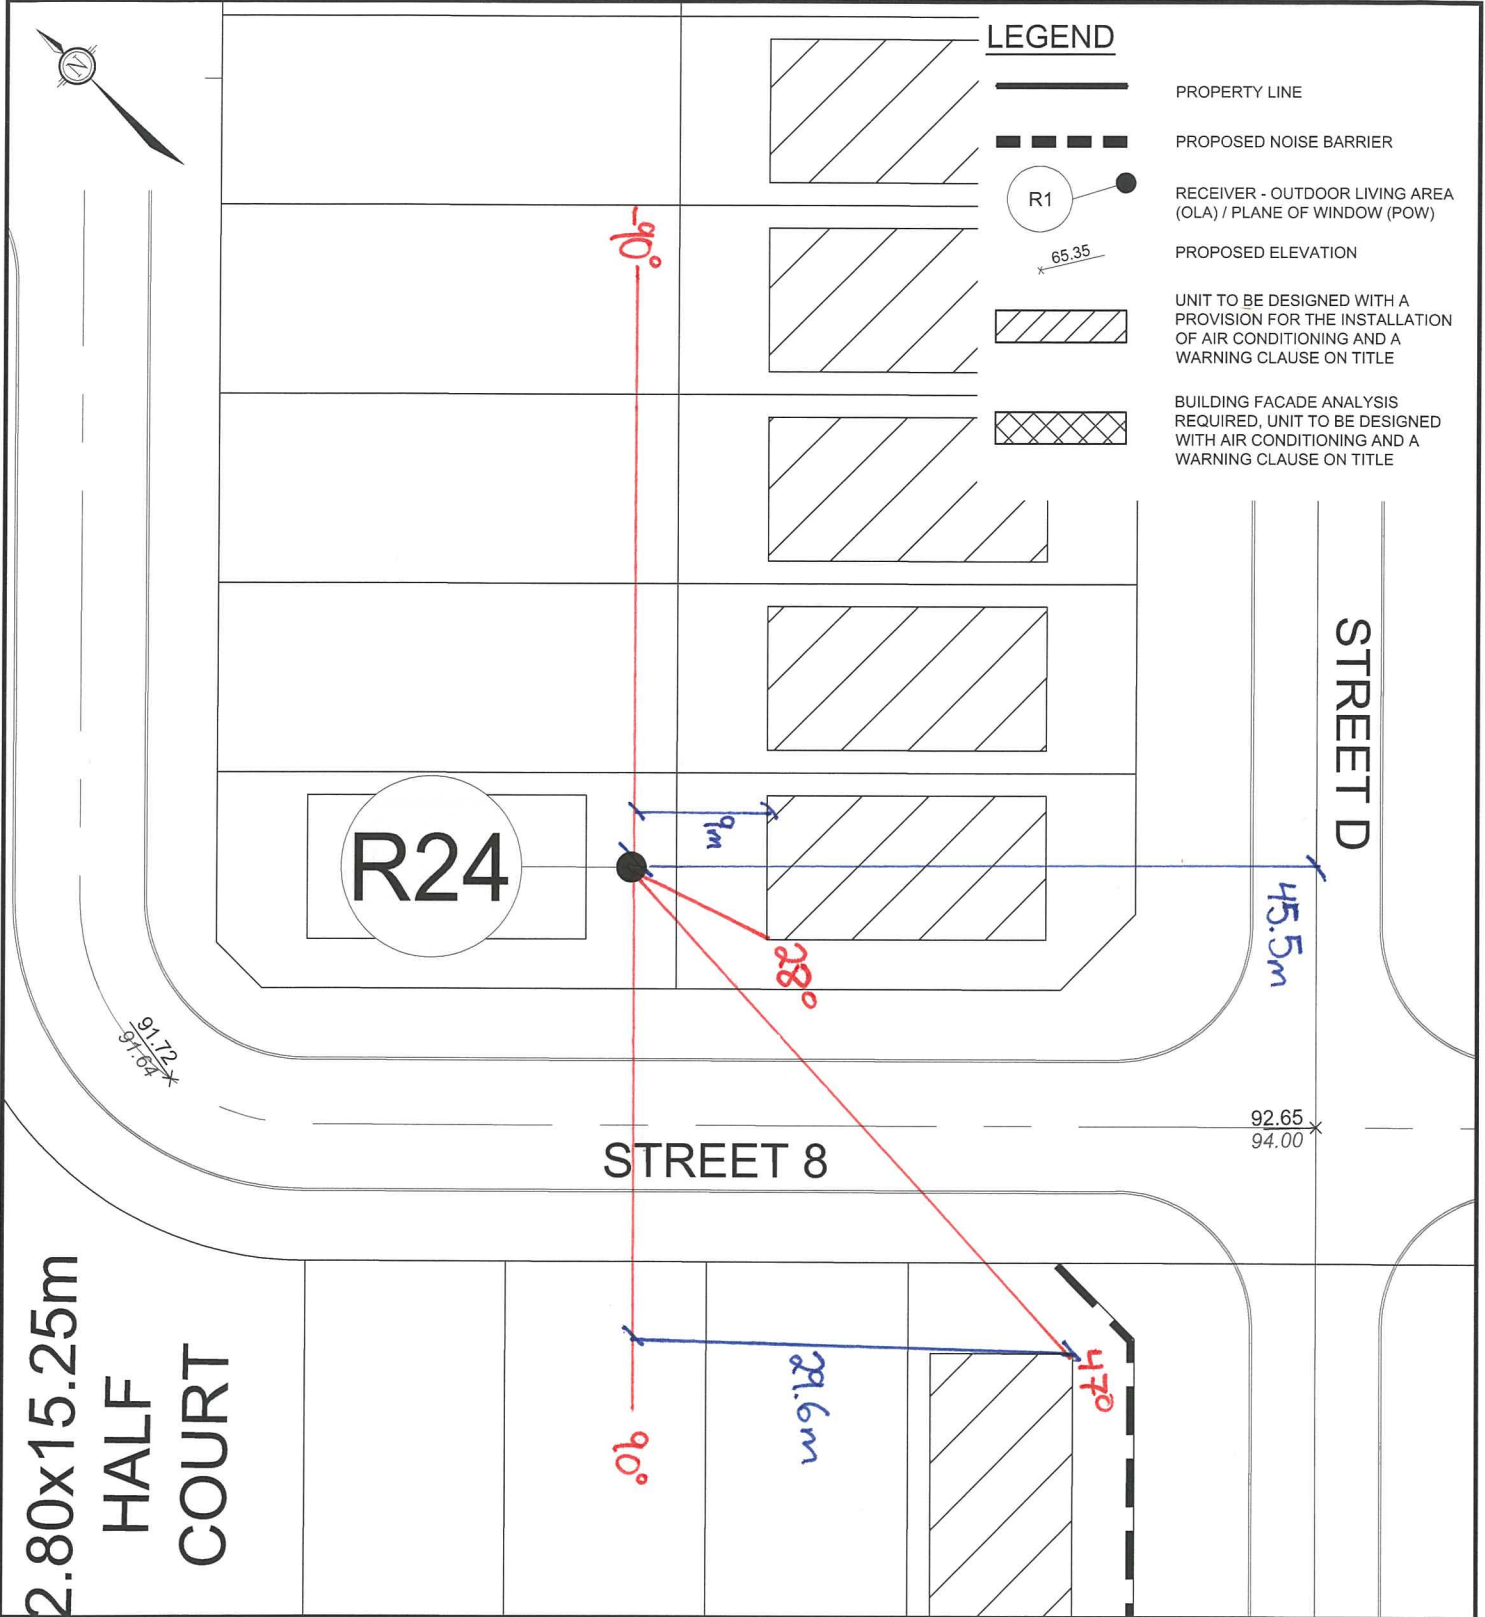 N
LEGEND
PROPERTY LINE
PROPOSED NOISE BARRIER
R1
RECEIVER - OUTDOOR LIVING AREA
(OLA) / PLANE OF WINDOW (POW)
65.35
PROPOSED ELEVATION
UNIT TO BE DESIGNED WITH A
PROVISION FOR THE INSTALLATION
OF AIR CONDITIONING AND A
WARNING CLAUSE ON TITLE
BUILDING FACADE ANALYSIS
REQUIRED, UNIT TO BE DESIGNED
WITH AIR CONDITIONING AND A
WARNING CLAUSE ON TITLE
-90°
STREET D
9m
R24
45.5m
28°
91.72
91.64
92.65
94.00
STREET 8
47°
29.6m
90°
2.80x15.25m
HALF
COURT